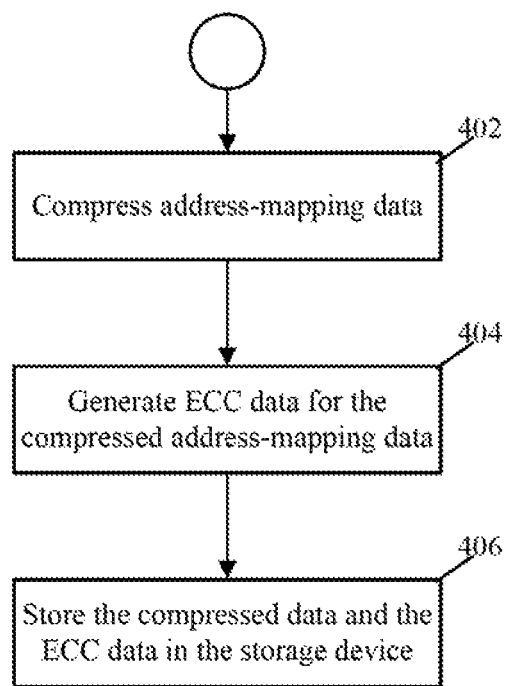 402
Compress address-mapping data
404
Generate ECC data for the
compressed address-mapping data
406
Store the compressed data and the
ECC data in the storage device